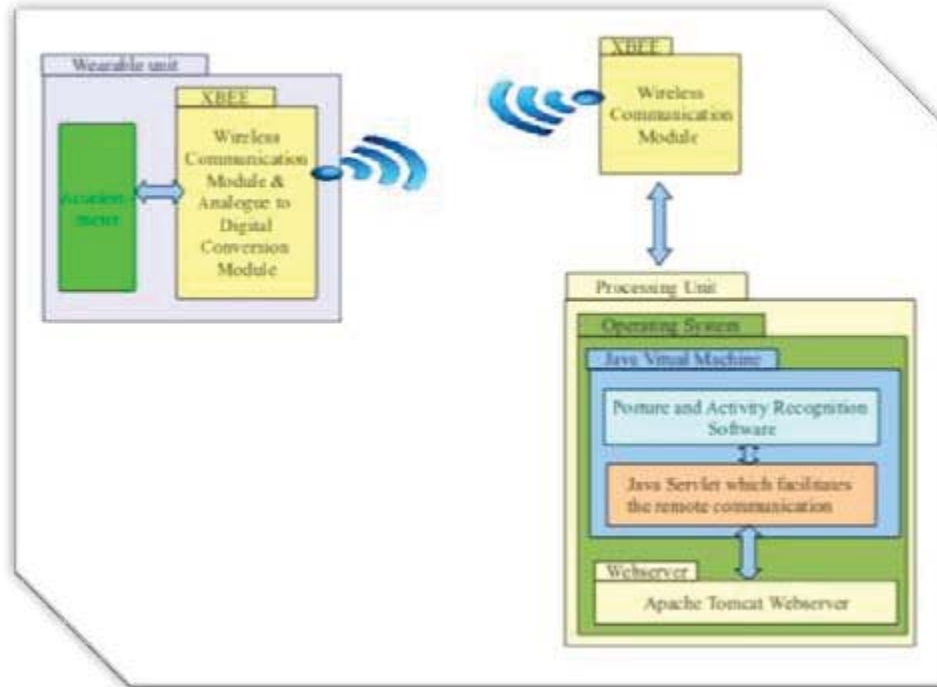 Wearable unit
XBEE
Wireless
Communication
Module &
Analogue to
Digital
Conversion
Module
XBEE
Wireless
Communication
Module
Processing Unit
Operating System
Java Virtual Machine
Posture and Activity Recognition
Software
Java Servlet which facilitates
the remote communication
Webserver
Apache Tomcat Webserver